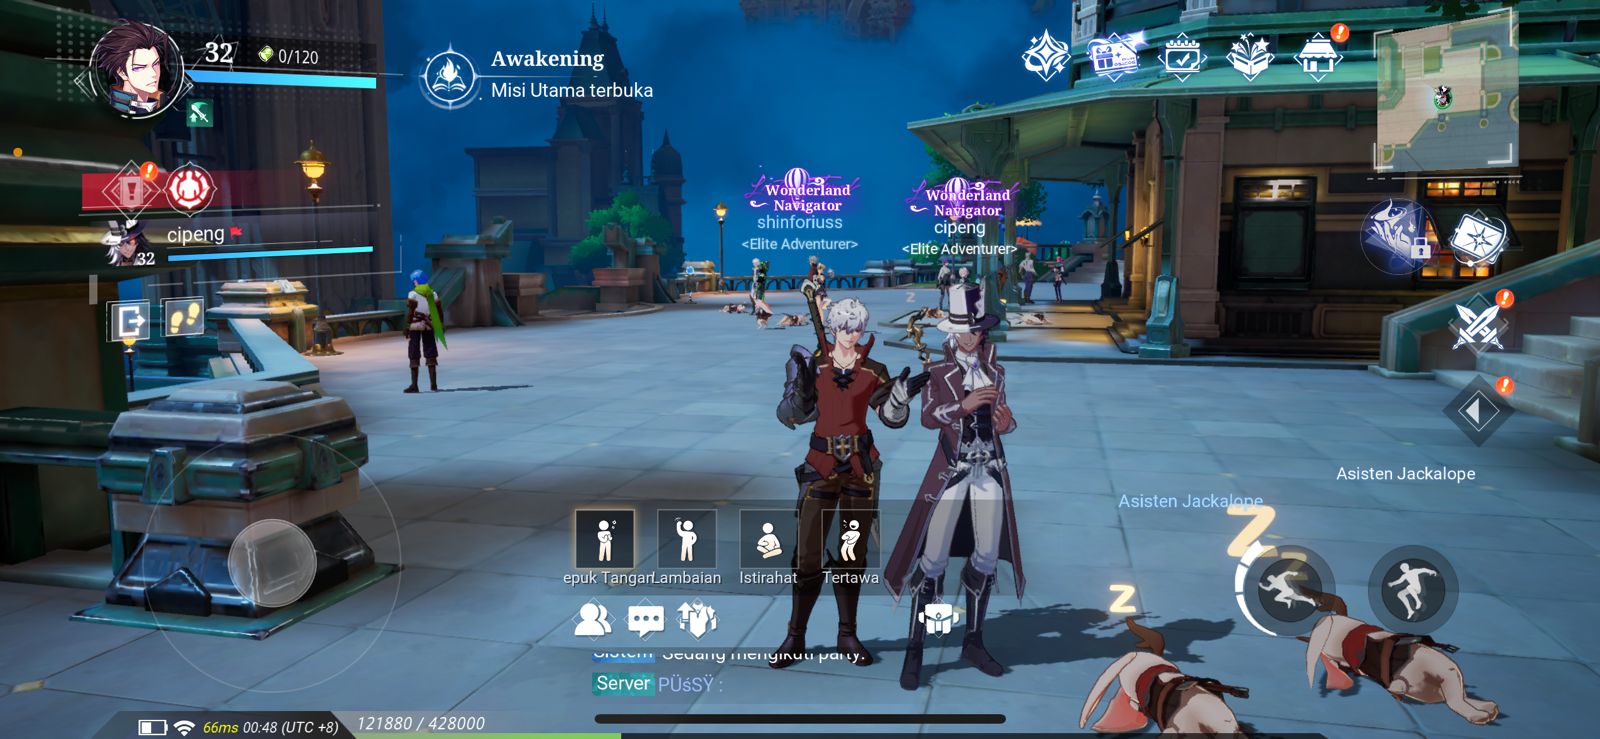 32
0/120
Awakening
Misi Utama terbuka
cipeng
32
Wonderland
Navigator
shinforiuss
<Elite Adventurer>
Wonderland
Navigator
cipeng
<Elite Adventurer>
Asisten Jackalope
Asisten Jackalope
z
Z
Z
z
epuk Tangan
Lambaian
Istirahat
Tertawa
Sistem Sedang mengikuti party.
Server PÜśSŸ :
66ms 00:48 (UTC +8)
121880 / 428000